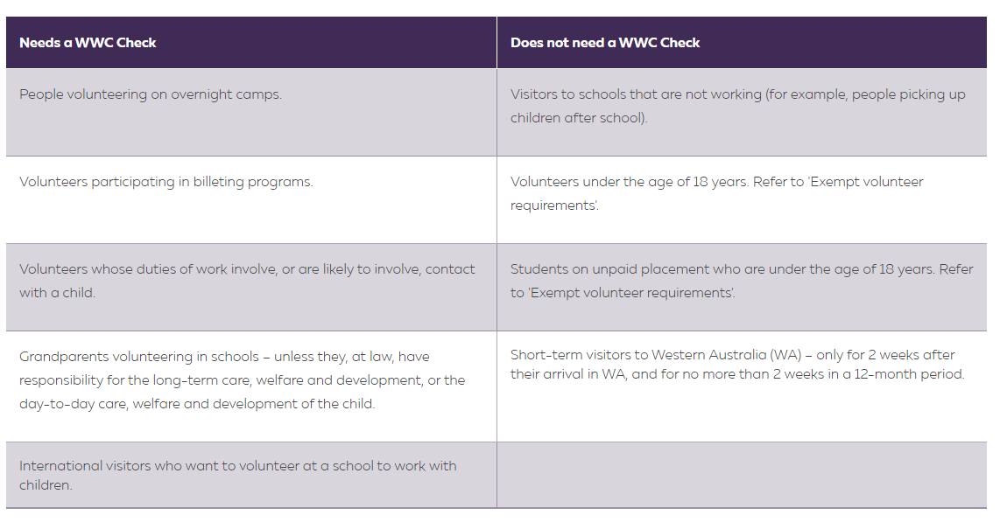 Needs a WWC Check
Does not need a WWC Check
People volunteering on overnight camps.
Visitors to schools that are not working (for example, people picking up
children after school).
Volunteers participating in billeting programs.
Volunteers under the age of 18 years. Refer to ‘Exempt volunteer
requirements’.
Volunteers whose duties of work involve, or are likely to involve, contact
with a child.
Students on unpaid placement who are under the age of 18 years. Refer
to ‘Exempt volunteer requirements’.
Grandparents volunteering in schools – unless they, at law, have
responsibility for the long-term care, welfare and development, or the
day-to-day care, welfare and development of the child.
Short-term visitors to Western Australia (WA) – only for 2 weeks after
their arrival in WA, and for no more than 2 weeks in a 12-month period.
International visitors who want to volunteer at a school to work with
children.